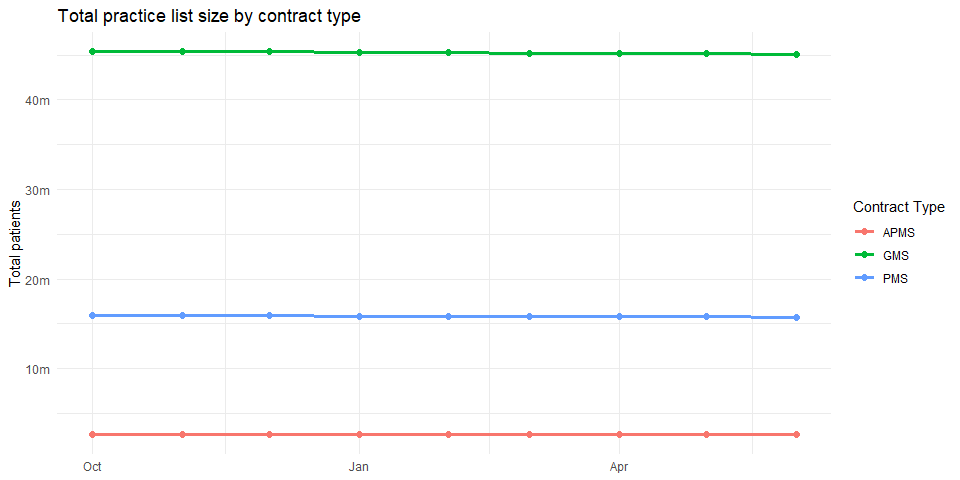 Total practice list size by contract type
Total patients
40m
30m
20m
10m
Oct
Jan
Apr
Contract Type
APMS
GMS
PMS